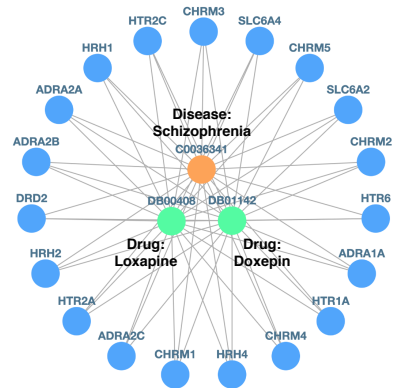 CHRM3
HTR2C
SLC6A4
HRH1
CHRM5
ADRA2A
SLC6A2
Disease:
Schizophrenia
ADRA2B
C0036341
CHRM2
DRD2
DB00408
DB01142
HTR6
Drug:
Loxapine
Drug:
Doxepin
HRH2
ADRA1A
HTR2A
HTR1A
ADRA2C
CHRM4
CHRM1
HRH4